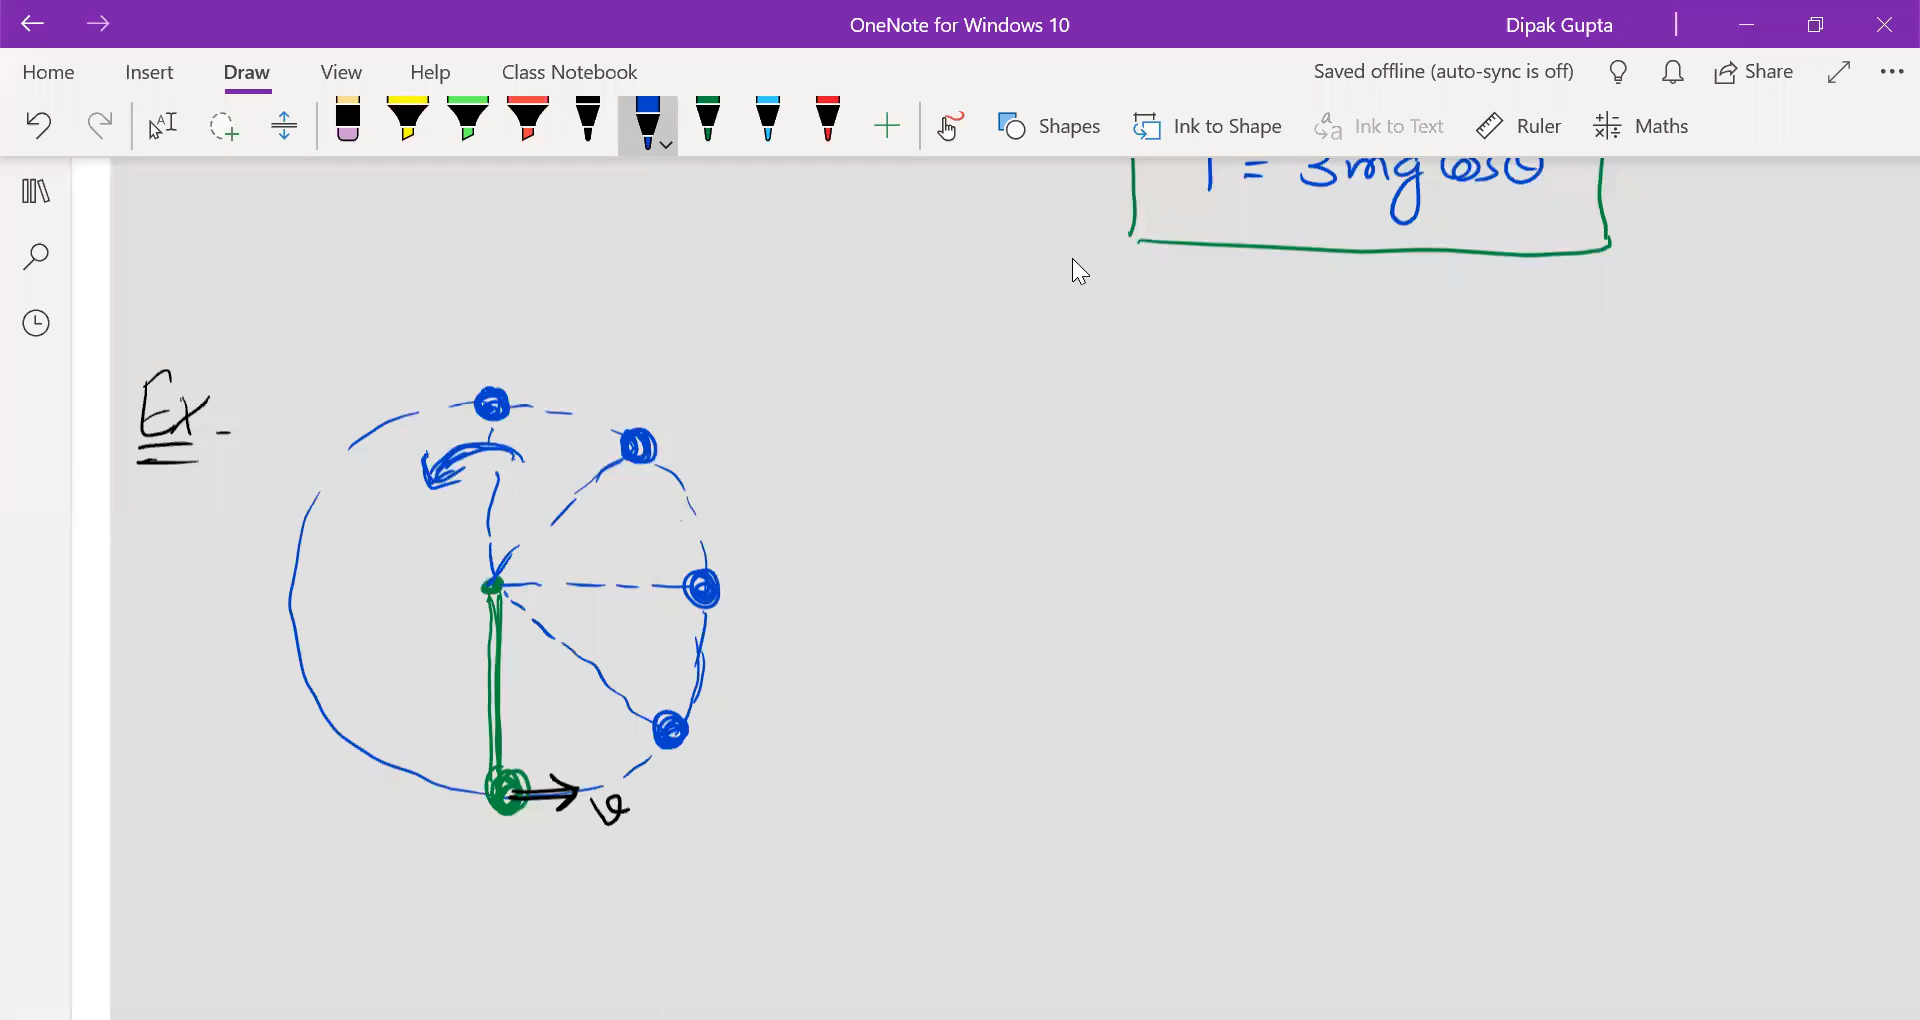 OneNote for Windows 10
Dipak Gupta
Home Insert Draw View Help Class Notebook
Saved offline (auto-sync is off) Share
Shapes Ink to Shape Ink to Text Ruler Maths
T = 3mg cosθ
Ex -
v